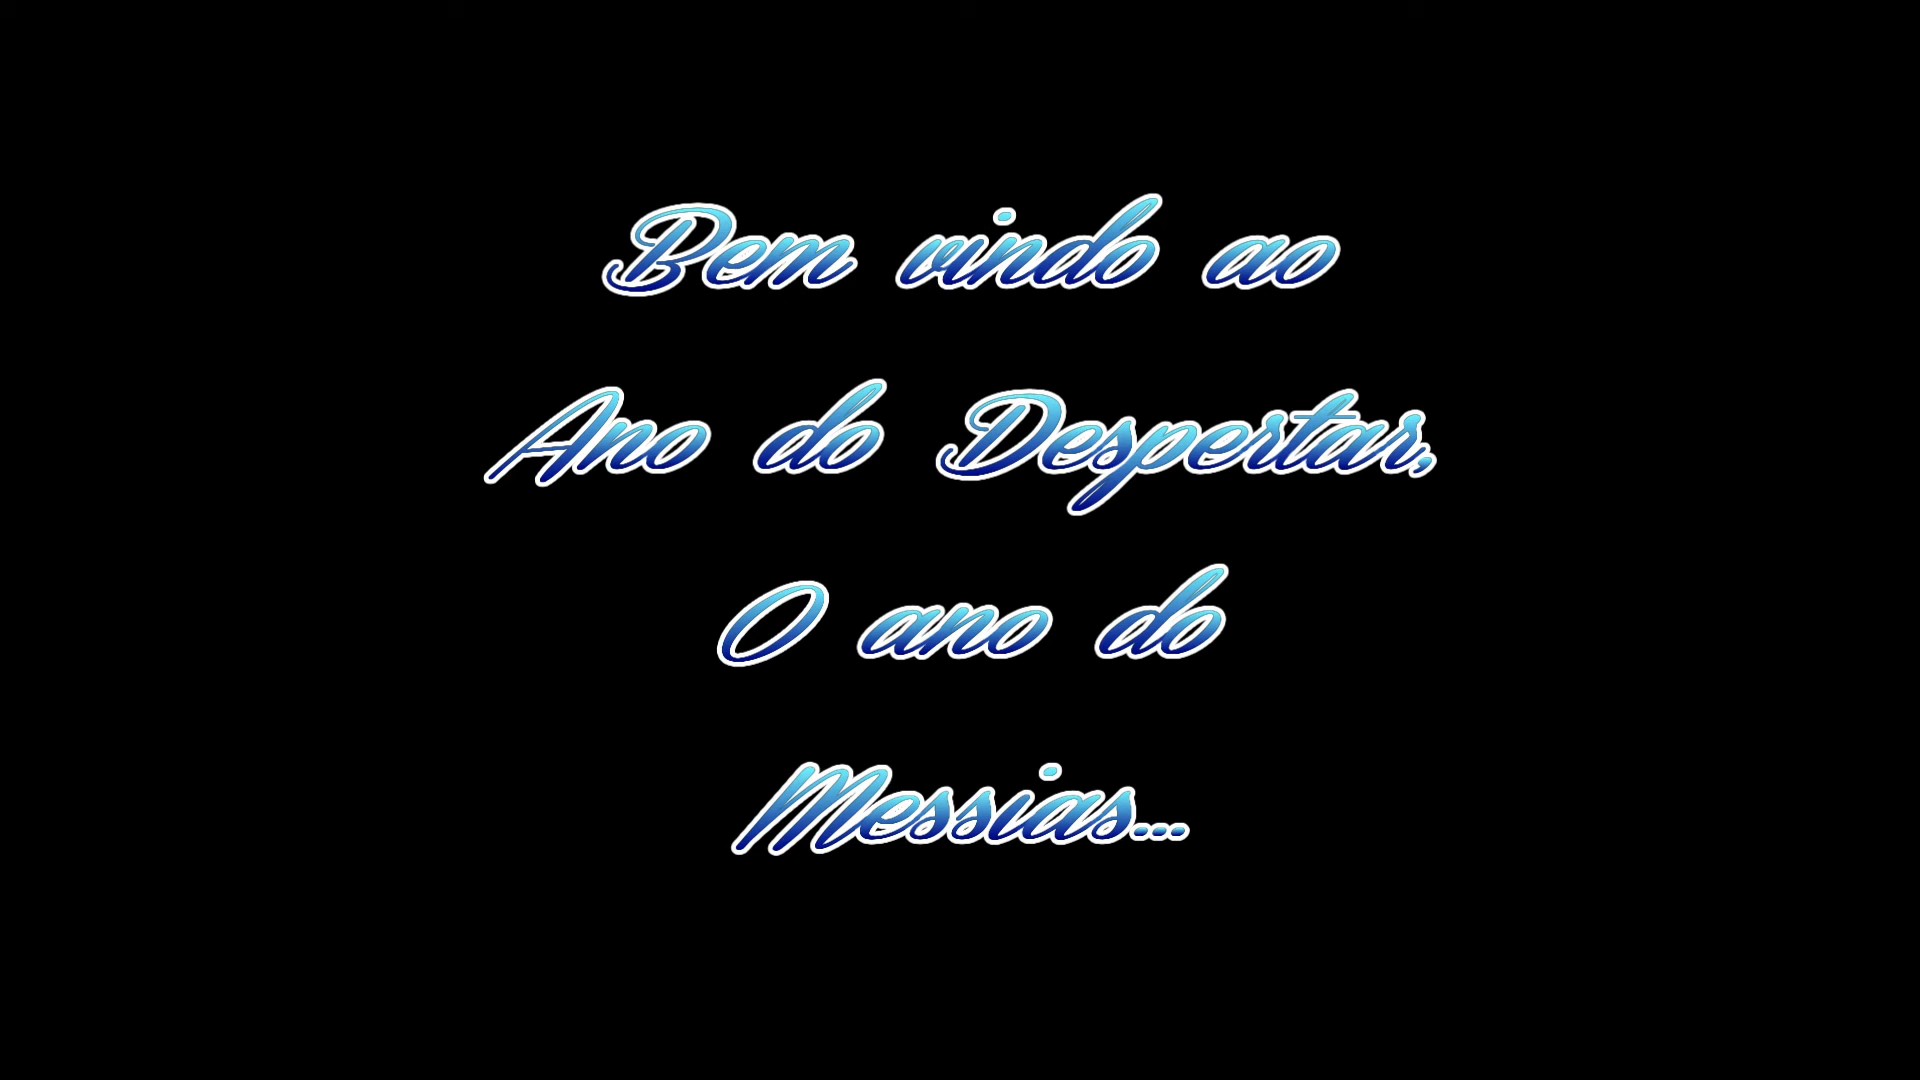 Bem vindo ao
Ano do Despertar,
O ano do
Messias...